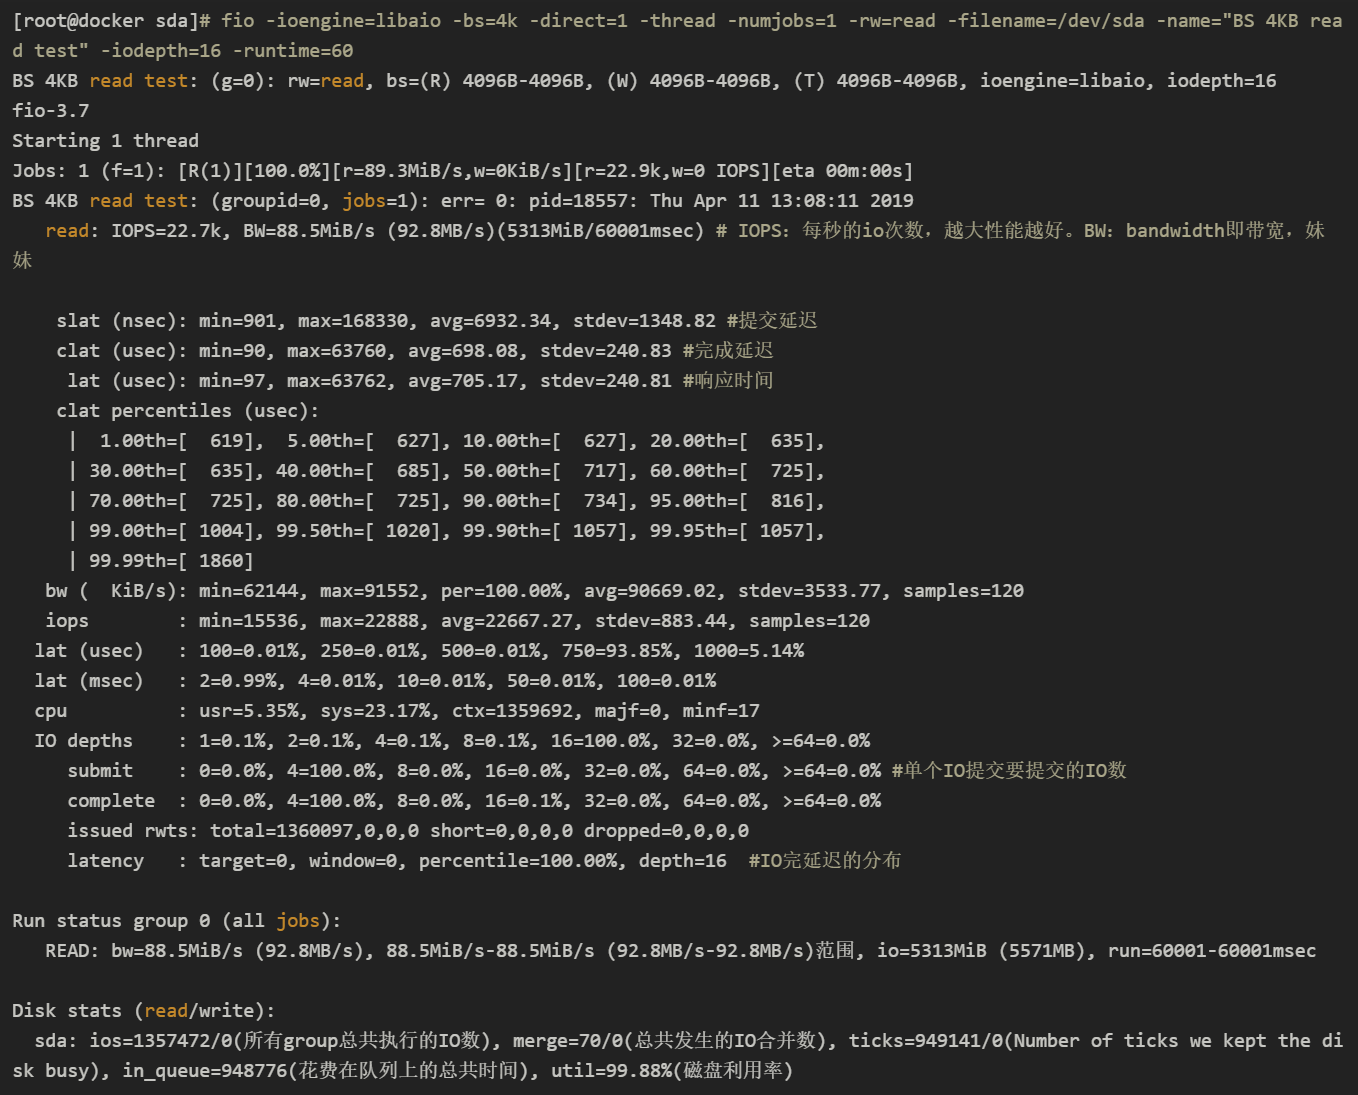 [root@docker sda]# fio -ioengine=libaio -bs=4k -direct=1 -thread -numjobs=1 -rw=read -filename=/dev/sda -name="BS 4KB rea
d test" -iodepth=16 -runtime=60
BS 4KB read test: (g=0): rw=read, bs=(R) 4096B-4096B, (W) 4096B-4096B, (T) 4096B-4096B, ioengine=libaio, iodepth=16
fio-3.7
Starting 1 thread
Jobs: 1 (f=1): [R(1)][100.0%][r=89.3MiB/s,w=0KiB/s][r=22.9k,w=0 IOPS][eta 00m:00s]
BS 4KB read test: (groupid=0, jobs=1): err= 0: pid=18557: Thu Apr 11 13:08:11 2019
   read: IOPS=22.7k, BW=88.5MiB/s (92.8MB/s)(5313MiB/60001msec) # IOPS：每秒的io次数，越大性能越好。BW：bandwidth即带宽，妹
妹
    slat (nsec): min=901, max=168330, avg=6932.34, stdev=1348.82 #提交延迟
    clat (usec): min=90, max=63760, avg=698.08, stdev=240.83 #完成延迟
     lat (usec): min=97, max=63762, avg=705.17, stdev=240.81 #响应时间
    clat percentiles (usec):
     |  1.00th=[  619],  5.00th=[  627], 10.00th=[  627], 20.00th=[  635],
     | 30.00th=[  635], 40.00th=[  685], 50.00th=[  717], 60.00th=[  725],
     | 70.00th=[  725], 80.00th=[  725], 90.00th=[  734], 95.00th=[  816],
     | 99.00th=[ 1004], 99.50th=[ 1020], 99.90th=[ 1057], 99.95th=[ 1057],
     | 99.99th=[ 1860]
   bw (  KiB/s): min=62144, max=91552, per=100.00%, avg=90669.02, stdev=3533.77, samples=120
   iops        : min=15536, max=22888, avg=22667.27, stdev=883.44, samples=120
  lat (usec)   : 100=0.01%, 250=0.01%, 500=0.01%, 750=93.85%, 1000=5.14%
  lat (msec)   : 2=0.99%, 4=0.01%, 10=0.01%, 50=0.01%, 100=0.01%
  cpu          : usr=5.35%, sys=23.17%, ctx=1359692, majf=0, minf=17
  IO depths    : 1=0.1%, 2=0.1%, 4=0.1%, 8=0.1%, 16=100.0%, 32=0.0%, >=64=0.0%
     submit    : 0=0.0%, 4=100.0%, 8=0.0%, 16=0.0%, 32=0.0%, 64=0.0%, >=64=0.0% #单个IO提交要提交的IO数
     complete  : 0=0.0%, 4=100.0%, 8=0.0%, 16=0.1%, 32=0.0%, 64=0.0%, >=64=0.0%
     issued rwts: total=1360097,0,0,0 short=0,0,0,0 dropped=0,0,0,0
     latency   : target=0, window=0, percentile=100.00%, depth=16  #IO完延迟的分布
Run status group 0 (all jobs):
   READ: bw=88.5MiB/s (92.8MB/s), 88.5MiB/s-88.5MiB/s (92.8MB/s-92.8MB/s)范围, io=5313MiB (5571MB), run=60001-60001msec
Disk stats (read/write):
  sda: ios=1357472/0(所有group总共执行的IO数), merge=70/0(总共发生的IO合并数), ticks=949141/0(Number of ticks we kept the di
sk busy), in_queue=948776(花费在队列上的总共时间), util=99.88%(磁盘利用率)